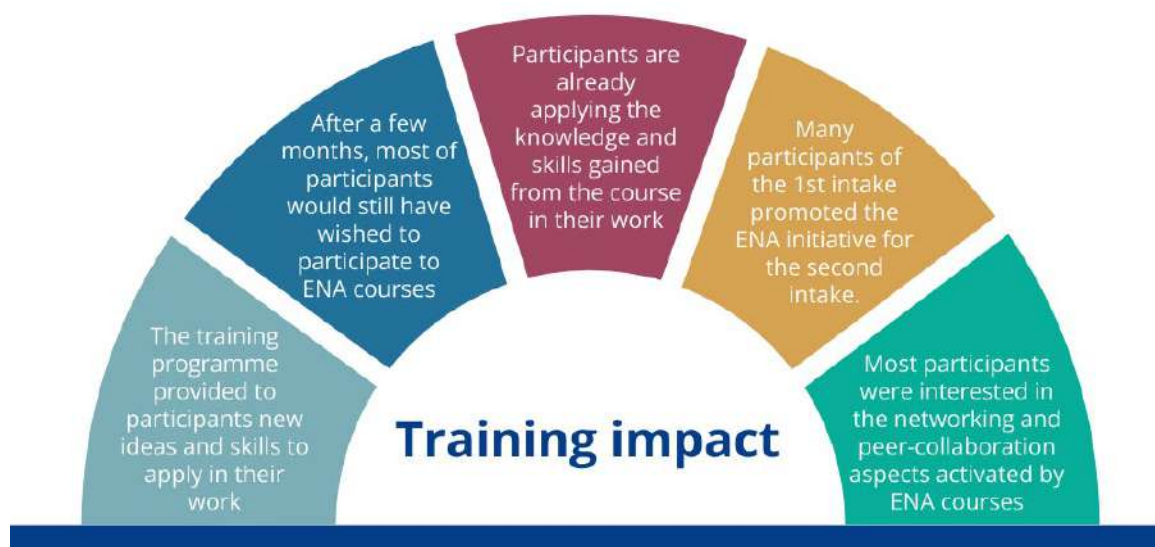 The training
programme
provided to
participants new
ideas and skills to
apply in their
work
After a few
months, most of
participants
would still have
wished to
participate to
ENA courses
Participants are
already
applying the
knowledge and
skills gained
from the course
in their work
Many
participants of
the 1st intake
promoted the
ENA initiative for
the second
intake.
Most participants
were interested in
the networking and
peer-collaboration
aspects activated by
ENA courses
Training impact